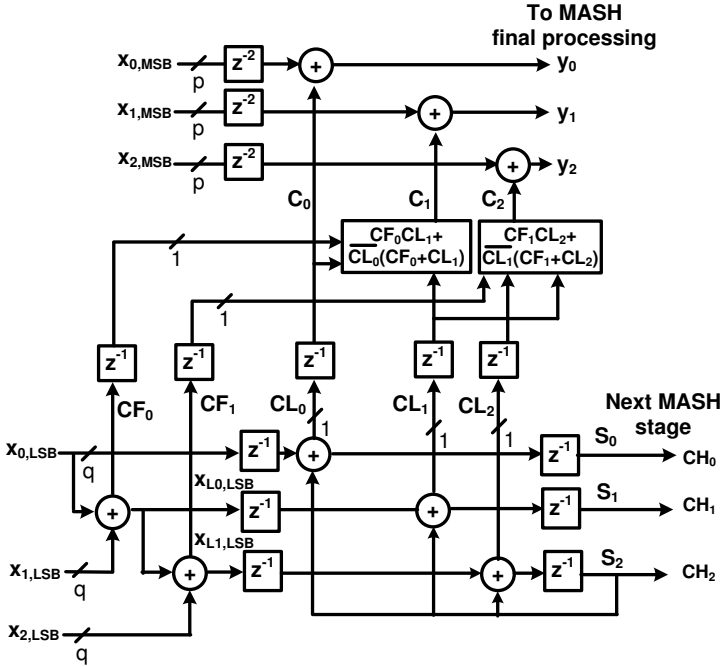 To MASH
final processing
x₀,MSB p z⁻² + y₀
x₁,MSB p z⁻² + y₁
x₂,MSB p z⁻² + y₂
C₀ C₁ C₂
CF₀CL₁+
C̅L̅₀(CF₀+CL₁)
CF₁CL₂+
C̅L̅₁(CF₁+CL₂)
1
1
z⁻¹ z⁻¹ z⁻¹ z⁻¹ z⁻¹
CF₀ CF₁ CL₀ CL₁ CL₂
1 1 1
Next MASH
stage
x₀,LSB q z⁻¹ + z⁻¹ S₀ CH₀
xL₀,LSB
+ z⁻¹ + z⁻¹ S₁ CH₁
xL₁,LSB
x₁,LSB q + z⁻¹ + z⁻¹ S₂ CH₂
x₂,LSB q